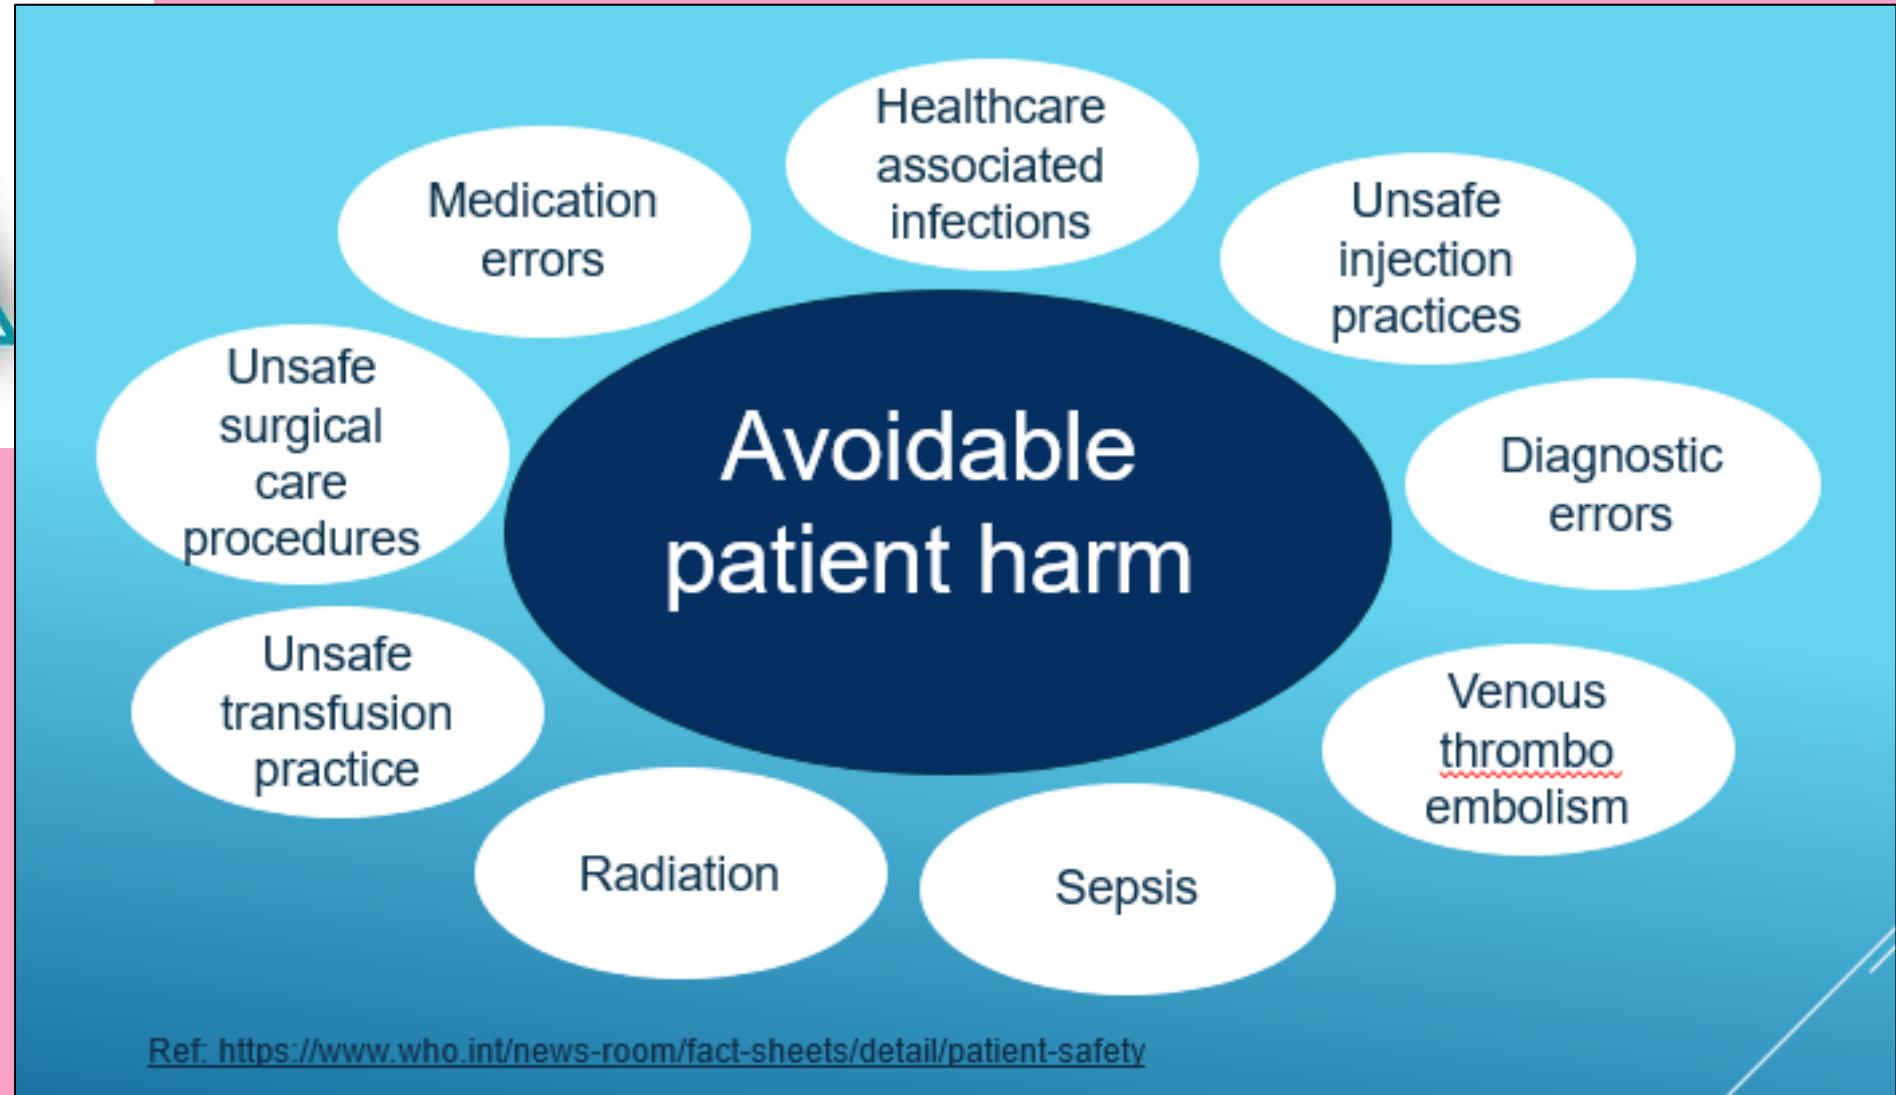 Healthcare
associated
infections
Medication
errors
Unsafe
injection
practices
Unsafe
surgical
care
procedures
Avoidable
patient harm
Diagnostic
errors
Unsafe
transfusion
practice
Venous
thrombo
embolism
Radiation
Sepsis
Ref: https://www.who.int/news-room/fact-sheets/detail/patient-safety